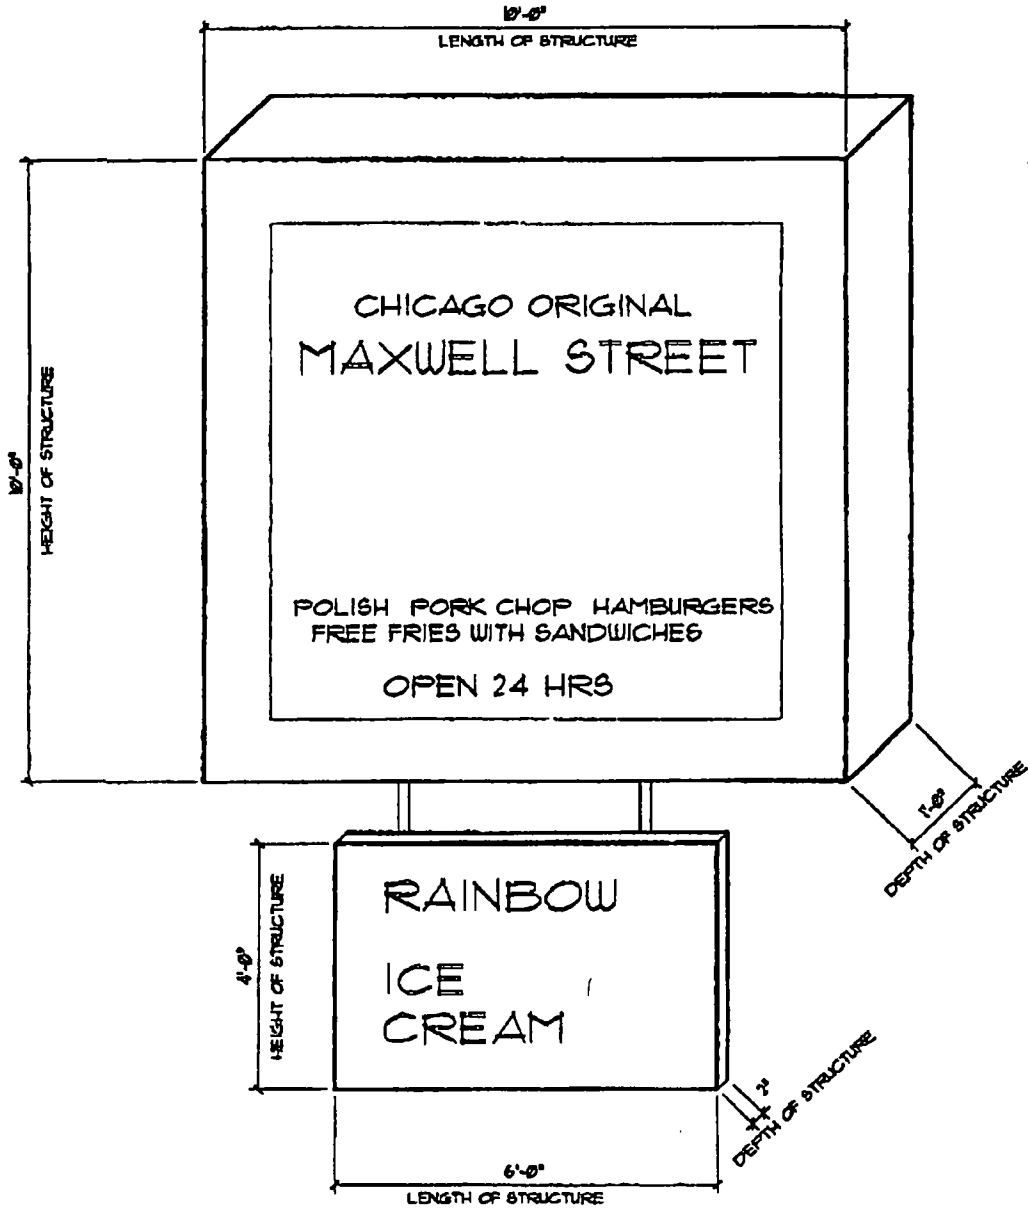 10'-0"
LENGTH OF STRUCTURE
10'-0"
HEIGHT OF STRUCTURE
CHICAGO ORIGINAL
MAXWELL STREET
POLISH PORK CHOP HAMBURGERS
FREE FRIES WITH SANDWICHES
OPEN 24 HRS
1'-0"
DEPTH OF STRUCTURE
4'-0"
HEIGHT OF STRUCTURE
RAINBOW
ICE
CREAM
2"
DEPTH OF STRUCTURE
6'-0"
LENGTH OF STRUCTURE